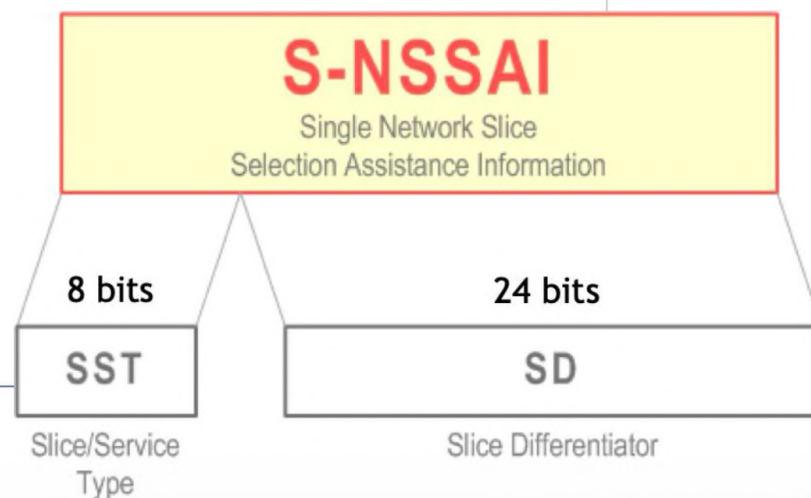 S-NSSAI
Single Network Slice
Selection Assistance Information
8 bits
24 bits
SST
SD
Slice/Service
Type
Slice Differentiator